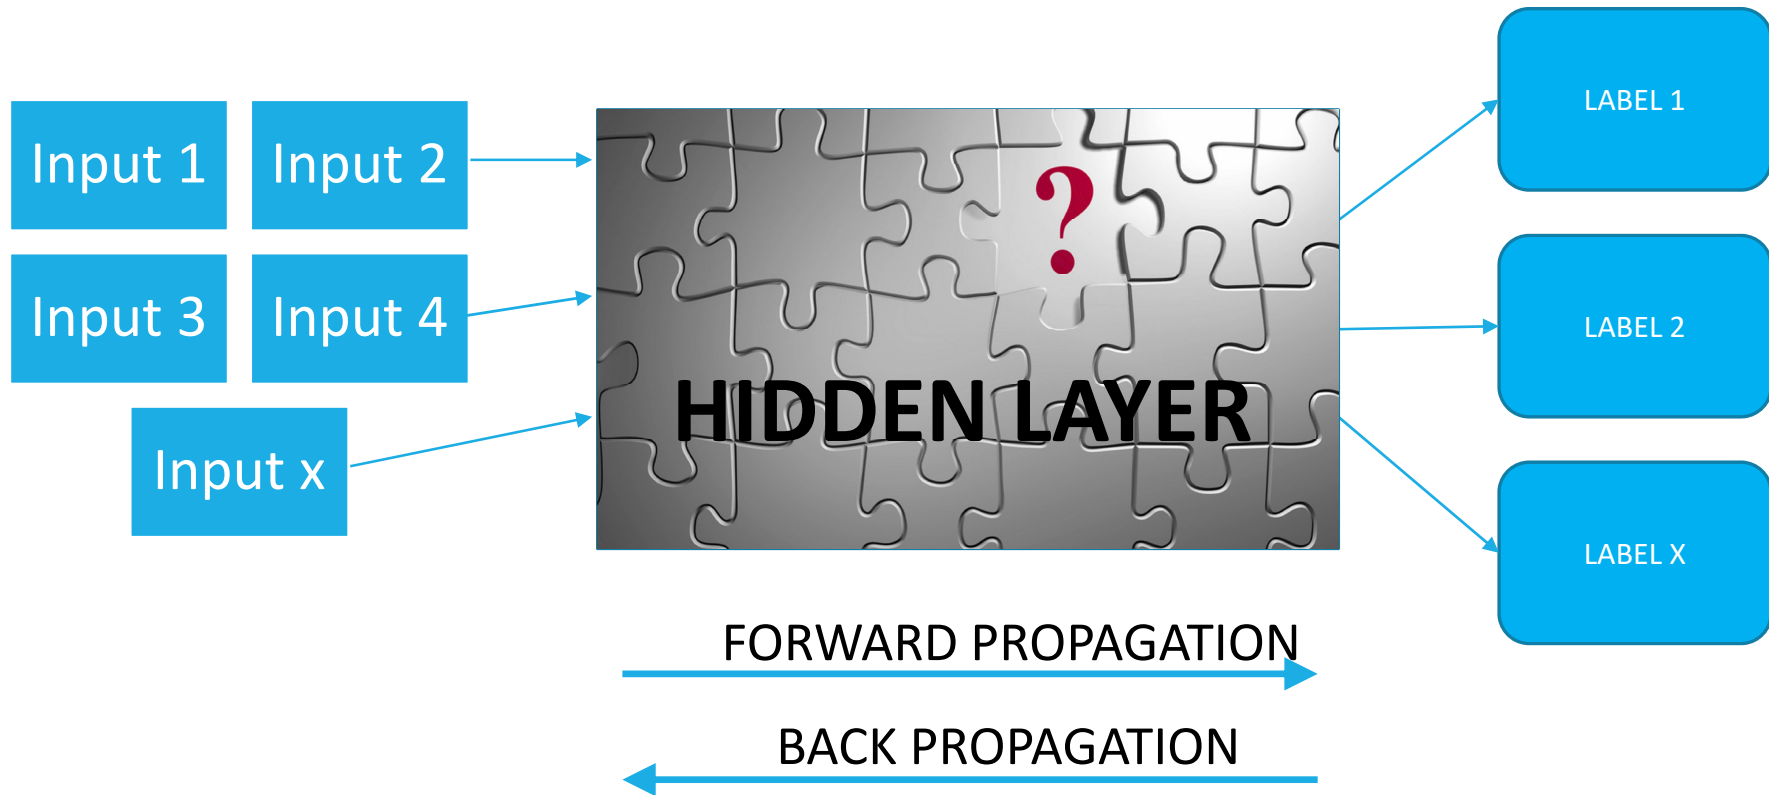 Input 1
Input 2
Input 3
Input 4
Input x
?
HIDDEN LAYER
LABEL 1
LABEL 2
LABEL X
FORWARD PROPAGATION
BACK PROPAGATION